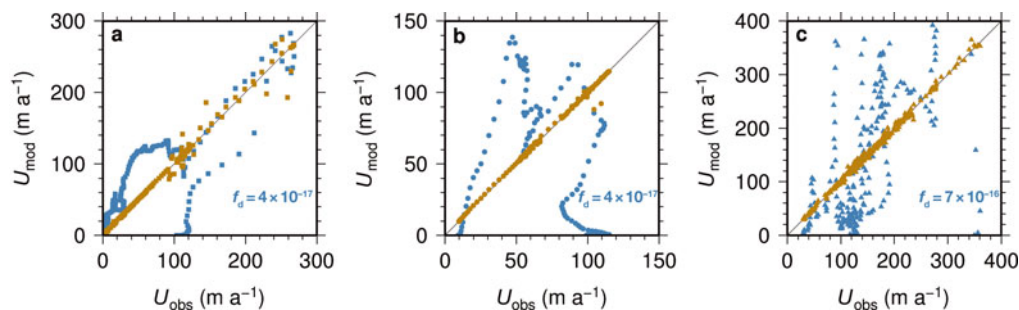 a
300
200
100
0
U_mod (m a⁻¹)
f_d = 4 × 10⁻¹⁷
0 100 200 300
U_obs (m a⁻¹)
b
150
100
50
0
U_mod (m a⁻¹)
f_d = 4 × 10⁻¹⁷
0 50 100 150
U_obs (m a⁻¹)
c
400
300
200
100
0
U_mod (m a⁻¹)
f_d = 7 × 10⁻¹⁶
0 100 200 300 400
U_obs (m a⁻¹)